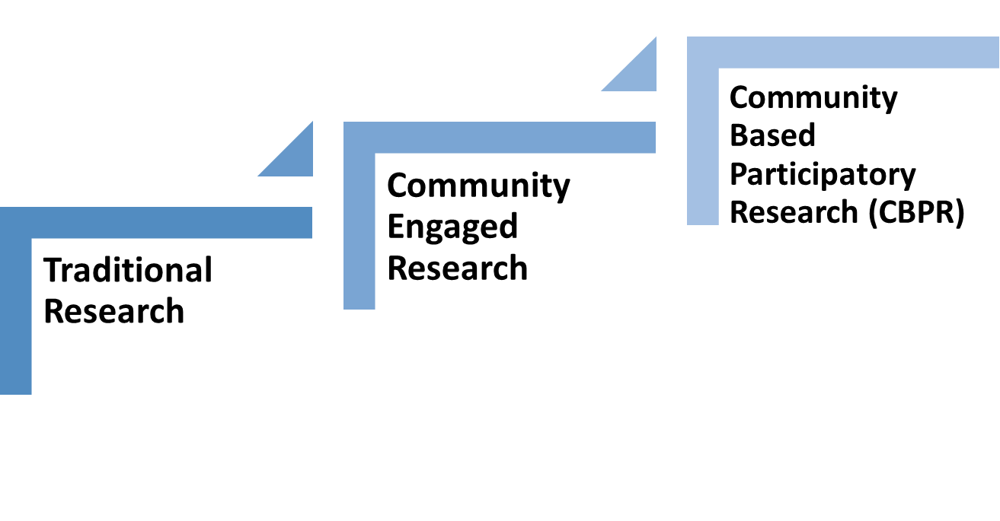 Traditional
Research
Community
Engaged
Research
Community
Based
Participatory
Research (CBPR)